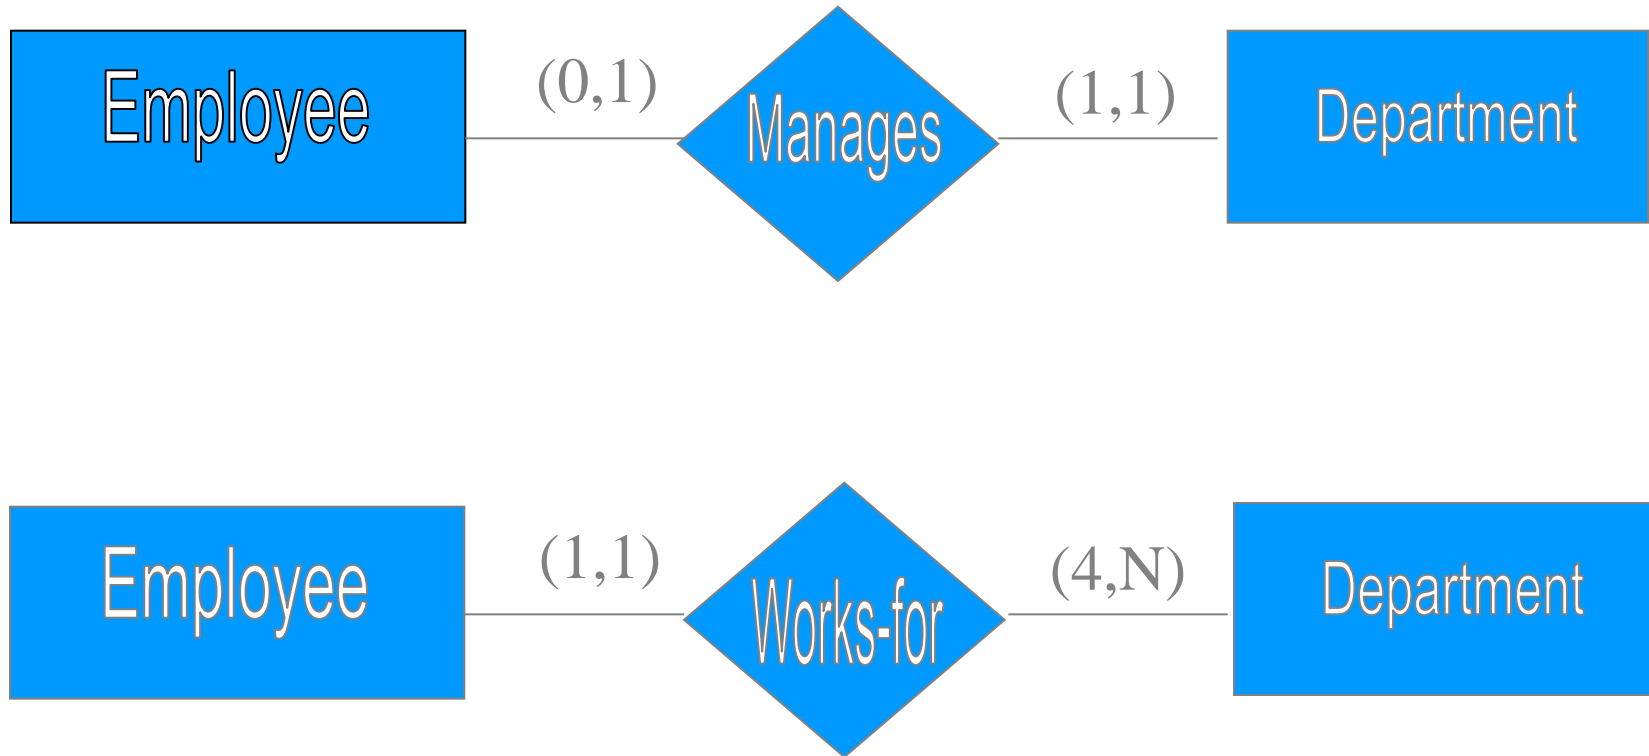 Employee
(0,1)
Manages
(1,1)
Department
Employee
(1,1)
Works-for
(4,N)
Department